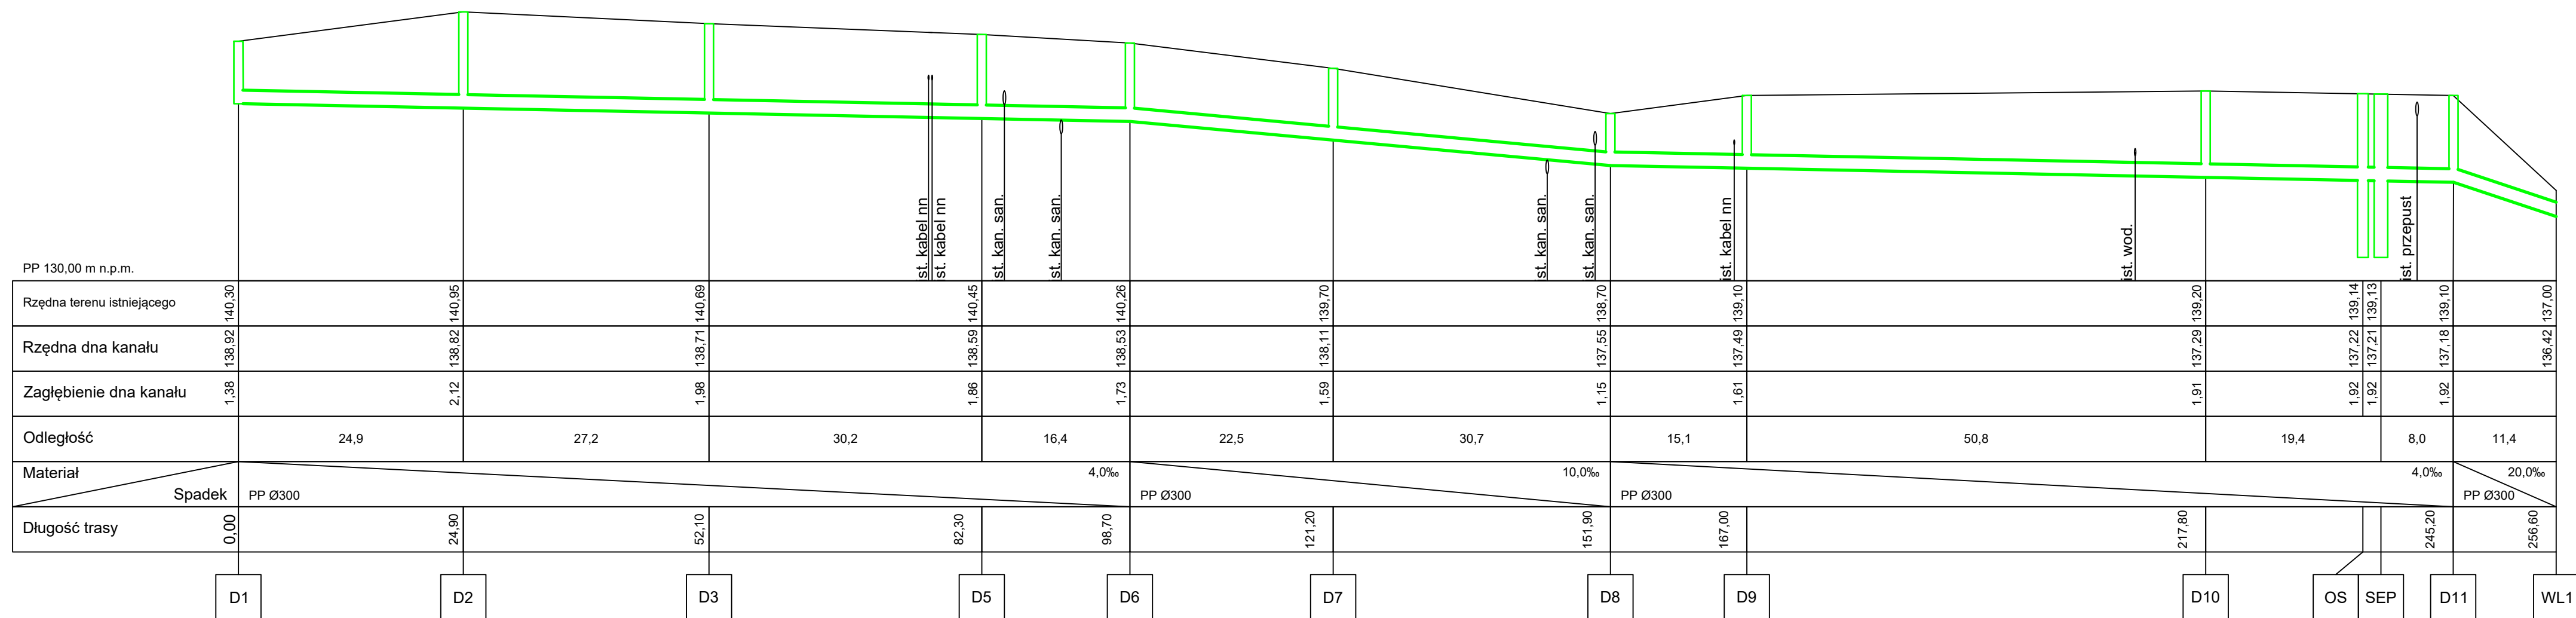 ist. kabel nn
ist. kabel nn
ist. kan. san.
ist. kan. san.
ist. kan. san.
ist. kan. san.
ist. kabel nn
ist. wod.
ist. przepust
PP 130,00 m n.p.m.
Rzędna terenu istniejącego 140,30 140,95 140,69 140,45 140,26 139,70 138,70 139,10 139,20 139,14 139,13 139,10 137,00
Rzędna dna kanału 138,92 138,82 138,71 138,59 138,53 138,11 137,55 137,49 137,29 137,22 137,21 137,18 136,42
Zagłębienie dna kanału 1,38 2,12 1,98 1,86 1,73 1,59 1,15 1,61 1,91 1,92 1,92 1,92
Odległość 24,9 27,2 30,2 16,4 22,5 30,7 15,1 50,8 19,4 8,0 11,4
Materiał 4,0‰ 10,0‰ 4,0‰ 20,0‰
Spadek PP Ø300 PP Ø300 PP Ø300 PP Ø300
Długość trasy 0,00 24,90 52,10 82,30 98,70 121,20 151,90 167,00 217,80 245,20 256,60
D1 D2 D3 D5 D6 D7 D8 D9 D10 OS SEP D11 WL1